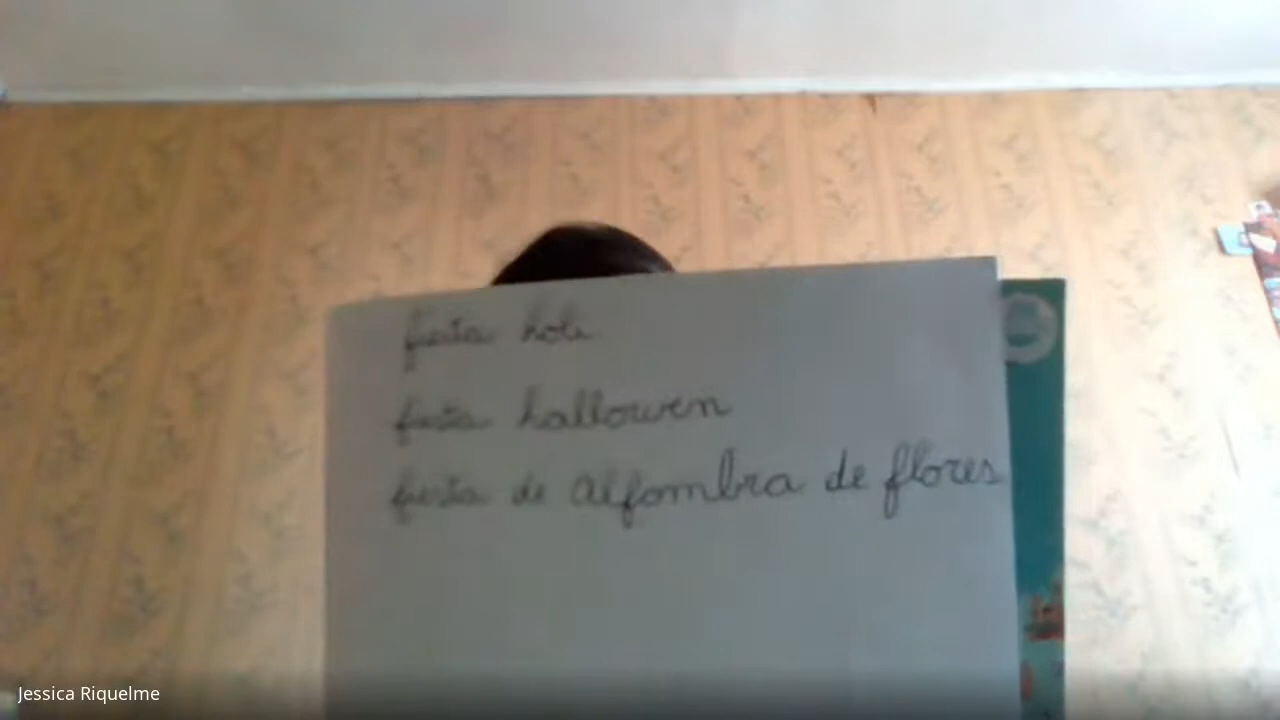 fiesta holi
fiesta hallowen
fiesta de alfombra de flores
Jessica Riquelme